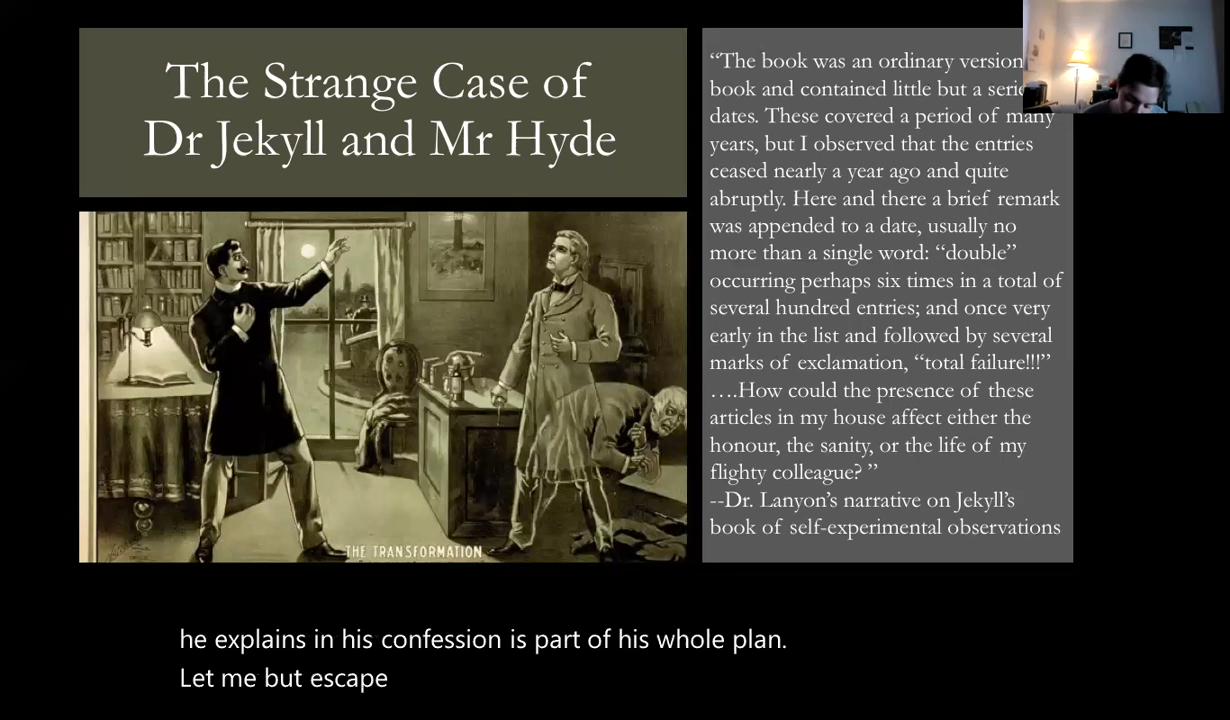 The Strange Case of
Dr Jekyll and Mr Hyde
“The book was an ordinary version
book and contained little but a serie
dates. These covered a period of many
years, but I observed that the entries
ceased nearly a year ago and quite
abruptly. Here and there a brief remark
was appended to a date, usually no
more than a single word: “double”
occurring perhaps six times in a total of
several hundred entries; and once very
early in the list and followed by several
marks of exclamation, “total failure!!!”
….How could the presence of these
articles in my house affect either the
honour, the sanity, or the life of my
flighty colleague? ”
--Dr. Lanyon’s narrative on Jekyll’s
book of self-experimental observations
THE TRANSFORMATION
he explains in his confession is part of his whole plan.
Let me but escape